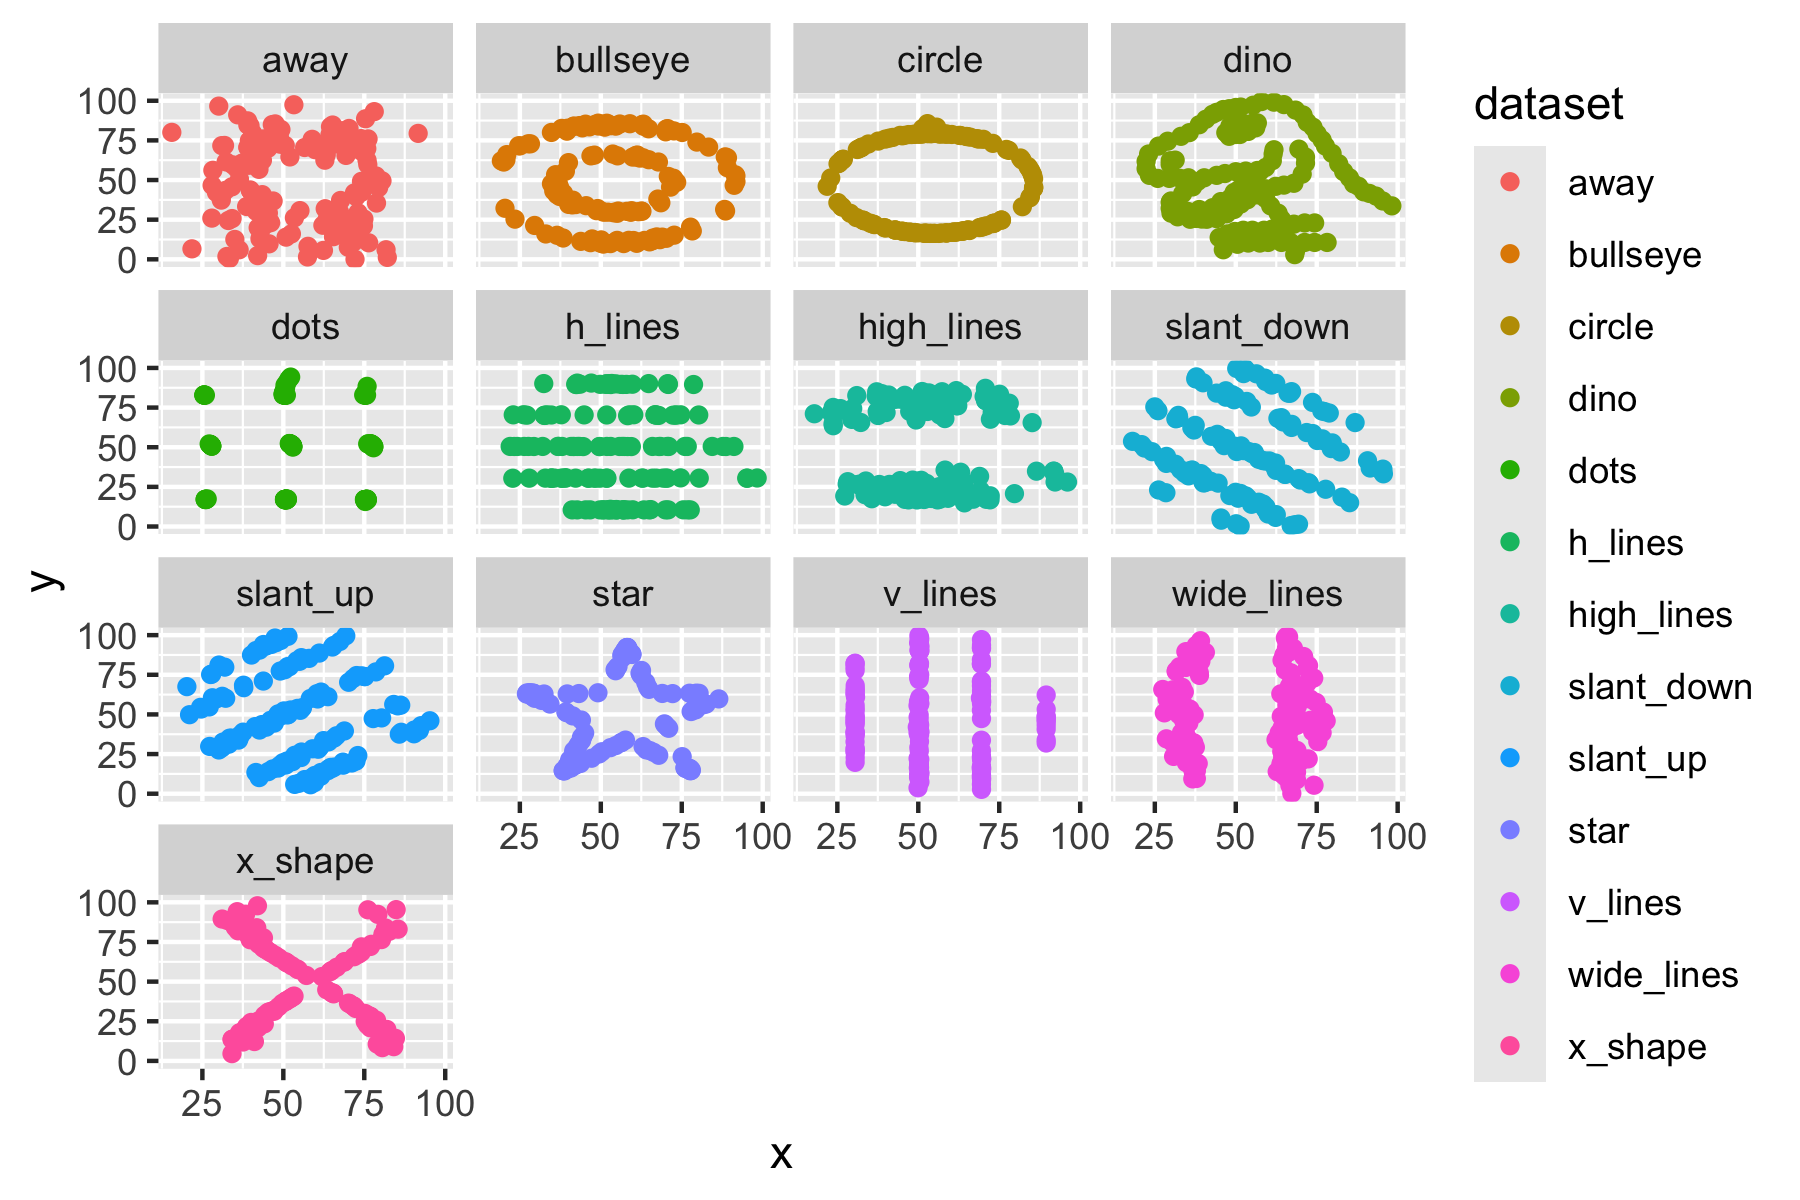 away bullseye circle dino
100
75
50
25
0
dots h_lines high_lines slant_down
100
75
50
25
0
slant_up star v_lines wide_lines
100
75
50
25
0
25 50 75 100 25 50 75 100 25 50 75 100
x_shape
100
75
50
25
0
25 50 75 100
x
y
dataset
away
bullseye
circle
dino
dots
h_lines
high_lines
slant_down
slant_up
star
v_lines
wide_lines
x_shape